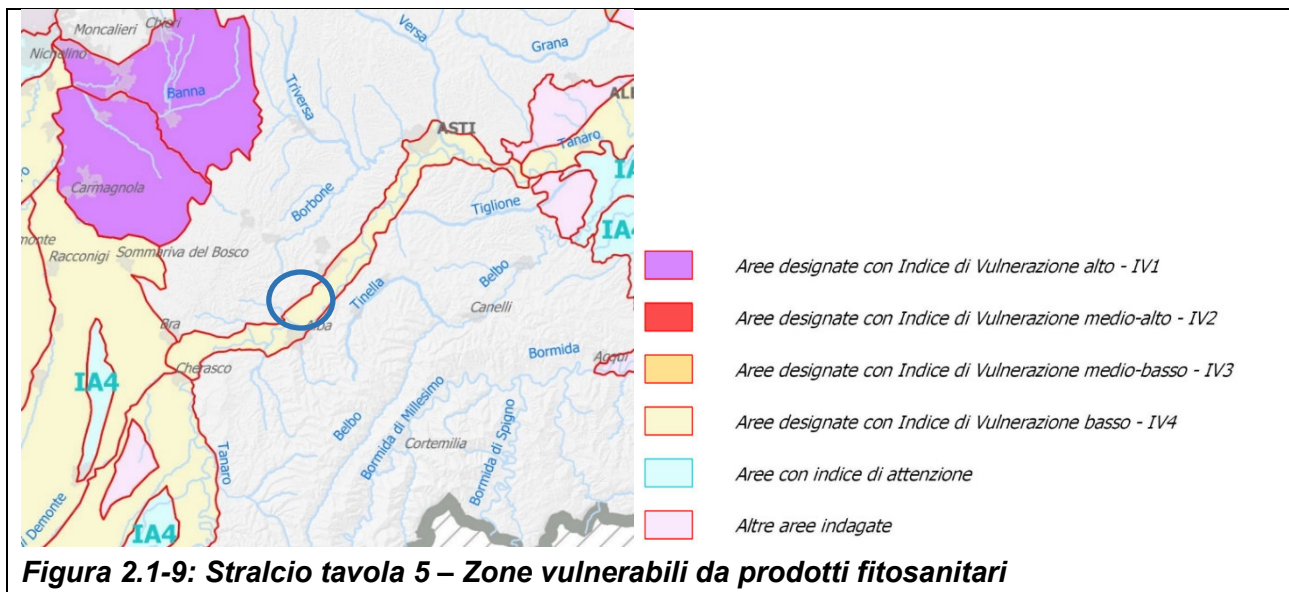 Moncalieri
Chieri
Nichelino
Banna
Carmagnola
Racconigi
Sommariva del Bosco
Bra
Cherasco
IA4
IA4
Tanaro
Versa
Grana
Triversa
ASTI
Tanaro
Borbone
Tiglione
Belbo
Tinella
Canelli
Alba
Bormida
Acqui
Belbo
Bormida di Millesimo
Cortemilia
Bormida di Spigno
Aree designate con Indice di Vulnerazione alto - IV1
Aree designate con Indice di Vulnerazione medio-alto - IV2
Aree designate con Indice di Vulnerazione medio-basso - IV3
Aree designate con Indice di Vulnerazione basso - IV4
Aree con indice di attenzione
Altre aree indagate
Figura 2.1-9: Stralcio tavola 5 – Zone vulnerabili da prodotti fitosanitari